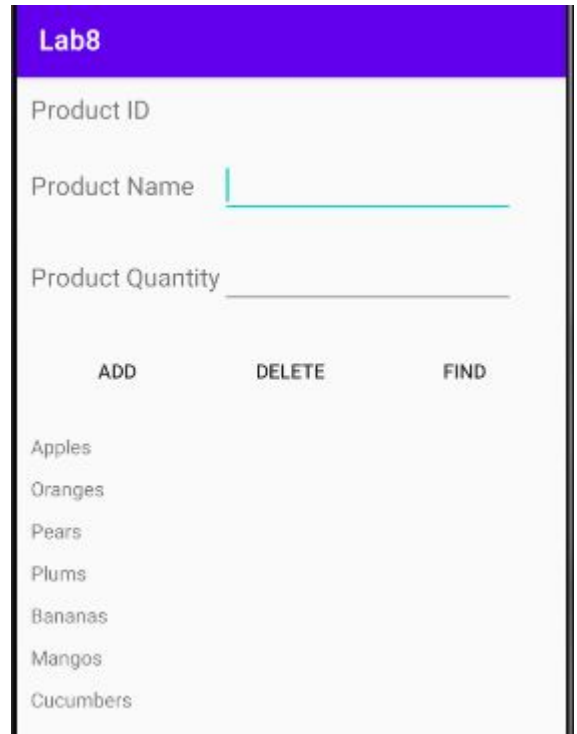 Lab8
Product ID
Product Name
Product Quantity
ADD DELETE FIND
Apples
Oranges
Pears
Plums
Bananas
Mangos
Cucumbers